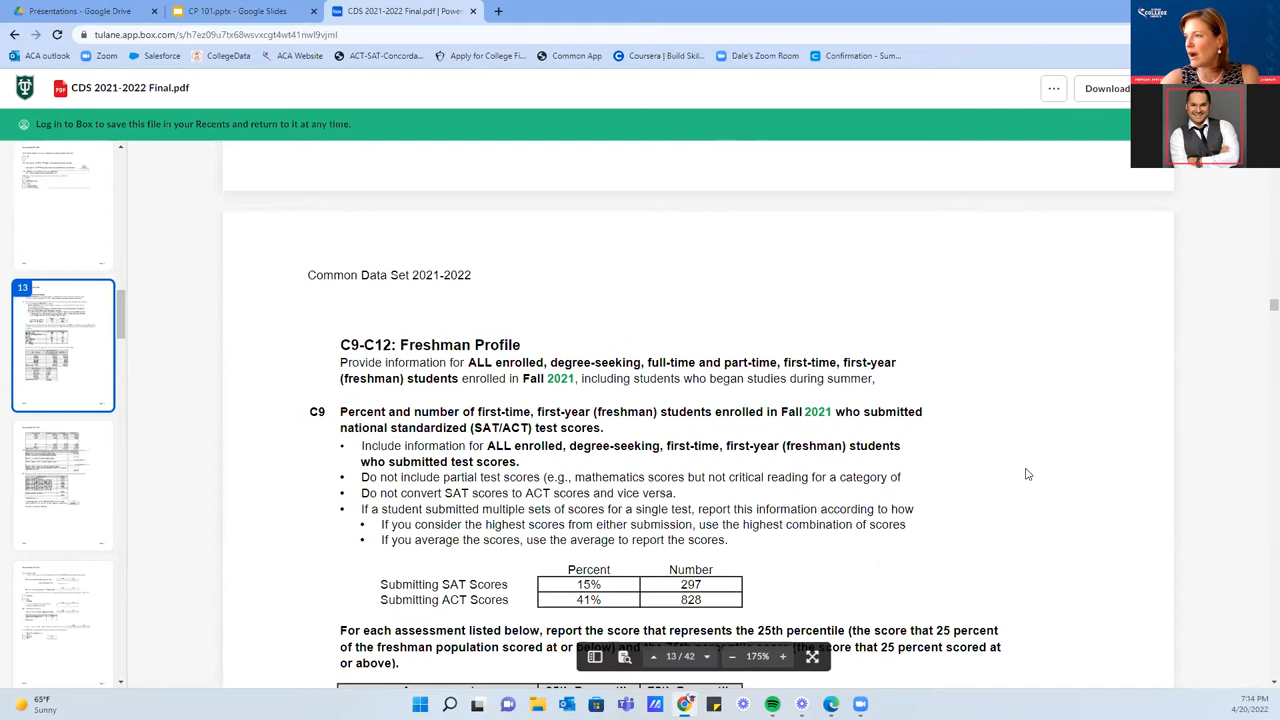 Presentations - Google Drive
CP 101.pptx - Google Slides
CDS 2021-2022 Final.pdf | Power
tulane.app.box.com/s/h7ez09u7tx68wsvxcgt4wt41nwl9vjml
ACA outlook
Zoom
Salesforce
CollegeData
ACA Website
ACT-SAT-Concorda...
How to Apply for Change Fi...
Common App
Coursera | Build Skil...
Dale's Zoom Room
Confirmation - Sum...
PDF
CDS 2021-2022 Final
Download
COLLEGE
Log in to Box to save this file in your Recents and return to it at any time.
13
Common Data Set 2021-2022
C9-C12: Freshman Profile
Provide information for ALL enrolled, degree-seeking, full-time and part-time, first-time, first-year
(freshman) students enrolled in Fall 2021, including students who began studies during summer,
C9 Percent and number of first-time, first-year (freshman) students enrolled in Fall 2021 who submitted
national standardized (SAT/ACT) test scores.
• Include information for ALL enrolled, degree-seeking, first-time, first-year (freshman) students
who submitted test scores.
• Do not include partial test scores (e.g., mathematics scores but not critical reading for a category of
• Do not convert SAT scores to ACT scores and vice versa.
• If a student submitted multiple sets of scores for a single test, report this information according to how
• If you consider the highest scores from either submission, use the highest combination of scores
• If you average the scores, use the average to report the scores.
Percent Number
Submitting SAT Scores 15% 297
Submitting ACT Scores 41% 828
For each assessment listed below, report the score that represents the 25th percentile (the score that 25 percent
of the freshman population scored at or below) and the 75th percentile score (the score that 25 percent scored at
or above).
13 / 42
175%
65°F
Sunny
7:14 PM
4/20/2022